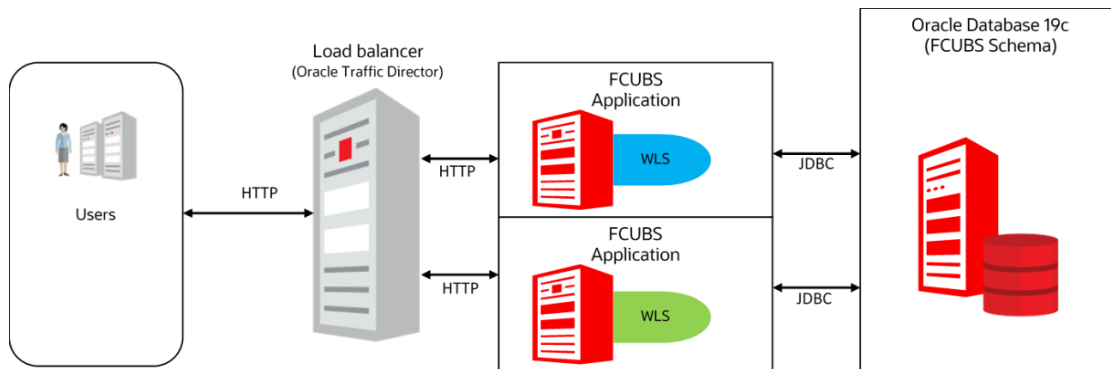 Users
HTTP
Load balancer
(Oracle Traffic Director)
HTTP
HTTP
FCUBS
Application
WLS
FCUBS
Application
WLS
JDBC
JDBC
Oracle Database 19c
(FCUBS Schema)